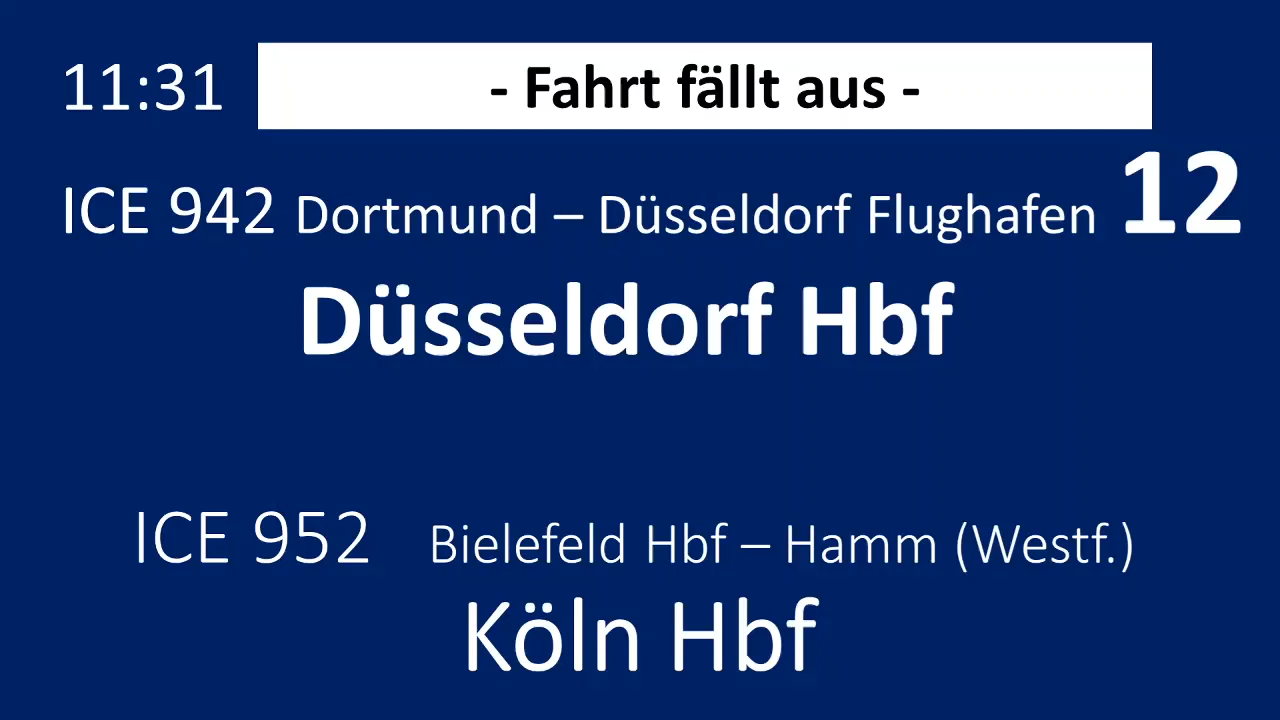 11:31 - Fahrt fällt aus -
ICE 942 Dortmund – Düsseldorf Flughafen 12
Düsseldorf Hbf
ICE 952 Bielefeld Hbf – Hamm (Westf.)
Köln Hbf